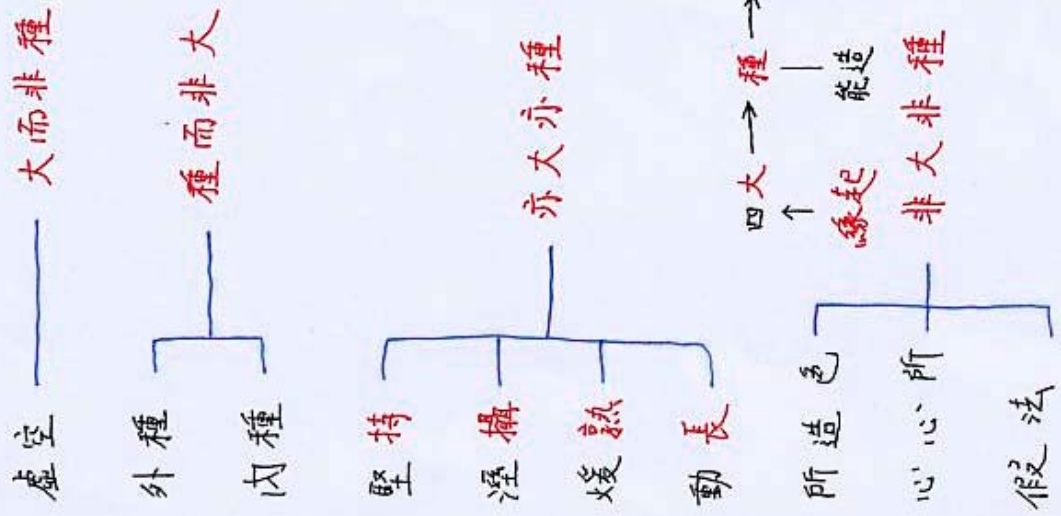 虛空 大而非種
外種
種而非大
內種
堅持
溼攝
亦大亦種
煖熟
動長
四大→種→
↑
緣起 能造
所造色
非大非種
心心所
假法